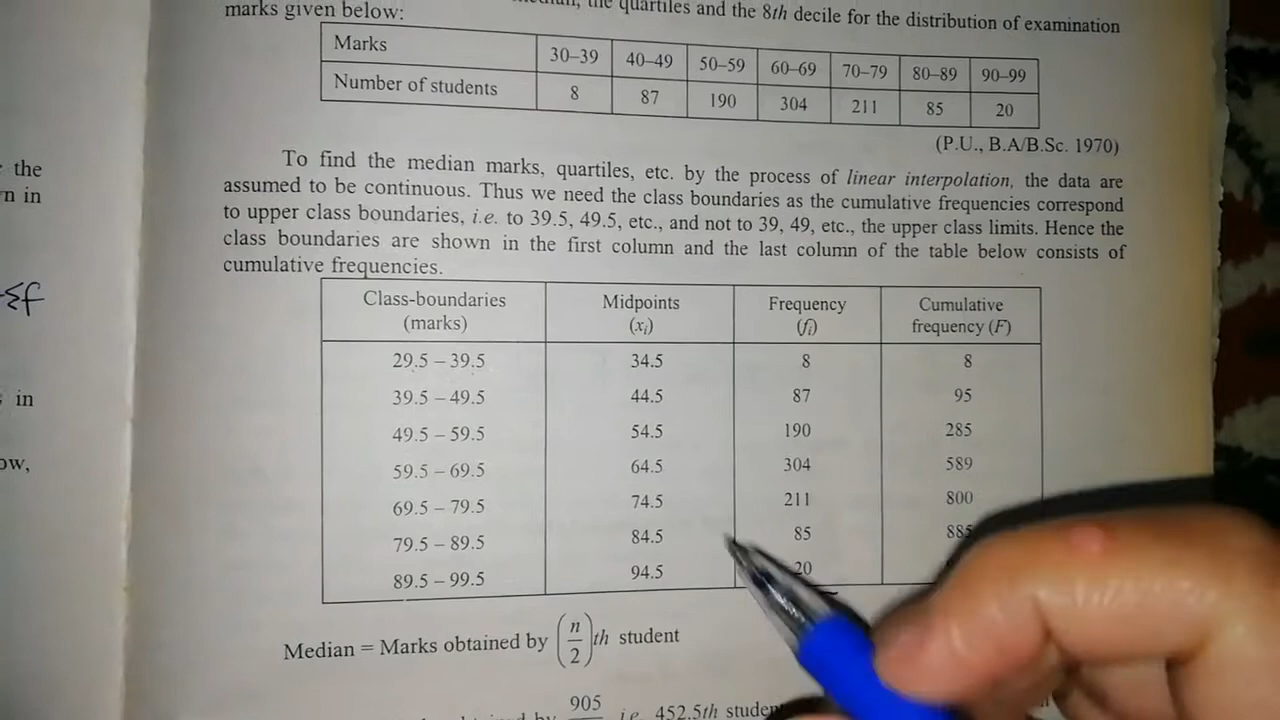 the quartiles and the 8th decile for the distribution of examination
marks given below:
Marks 30–39 40–49 50–59 60–69 70–79 80–89 90–99
Number of students 8 87 190 304 211 85 20
(P.U., B.A/B.Sc. 1970)
To find the median marks, quartiles, etc. by the process of linear interpolation, the data are
assumed to be continuous. Thus we need the class boundaries as the cumulative frequencies correspond
to upper class boundaries, i.e. to 39.5, 49.5, etc., and not to 39, 49, etc., the upper class limits. Hence the
class boundaries are shown in the first column and the last column of the table below consists of
cumulative frequencies.
Class-boundaries (marks) Midpoints (xᵢ) Frequency (fᵢ) Cumulative frequency (F)
29.5 – 39.5 34.5 8 8
39.5 – 49.5 44.5 87 95
49.5 – 59.5 54.5 190 285
59.5 – 69.5 64.5 304 589
69.5 – 79.5 74.5 211 800
79.5 – 89.5 84.5 85 885
89.5 – 99.5 94.5 20
Median = Marks obtained by (n/2)th student
905
i.e. 452.5th student
the
n in
Σf
in
ow,